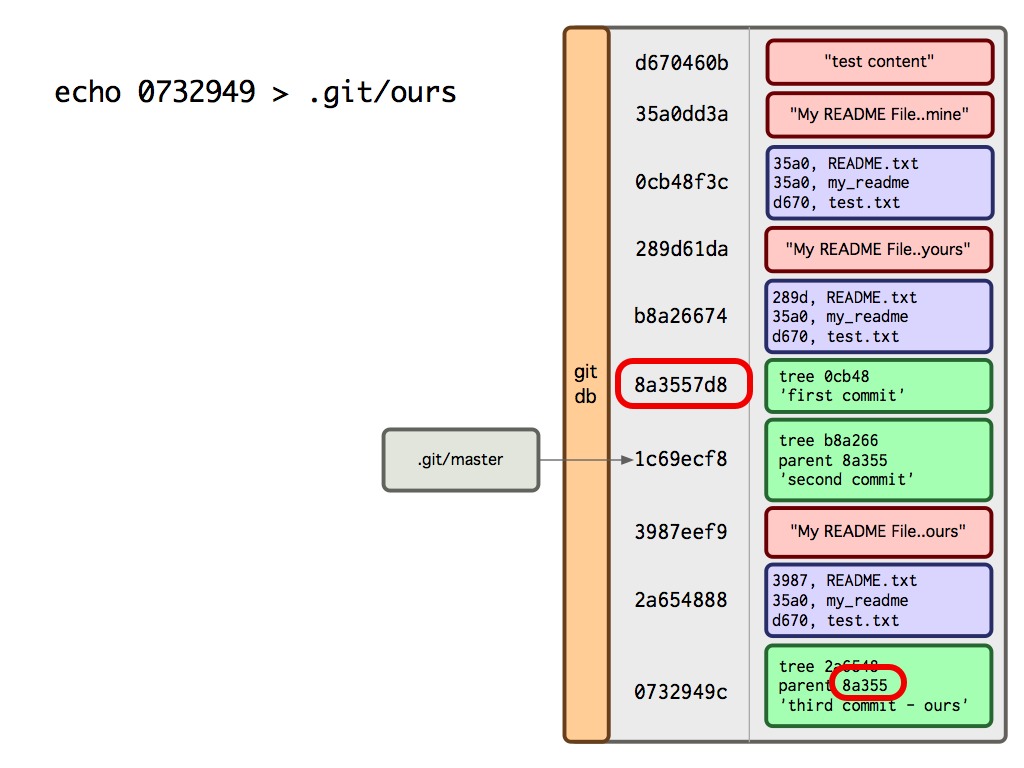 echo 0732949 > .git/ours
git
db
.git/master
d670460b
"test content"
35a0dd3a
"My README File..mine"
0cb48f3c
35a0, README.txt
35a0, my_readme
d670, test.txt
289d61da
"My README File..yours"
b8a26674
289d, README.txt
35a0, my_readme
d670, test.txt
8a3557d8
tree 0cb48
'first commit'
1c69ecf8
tree b8a266
parent 8a355
'second commit'
3987eef9
"My README File..ours"
2a654888
3987, README.txt
35a0, my_readme
d670, test.txt
0732949c
tree 2a6548
parent 8a355
'third commit - ours'